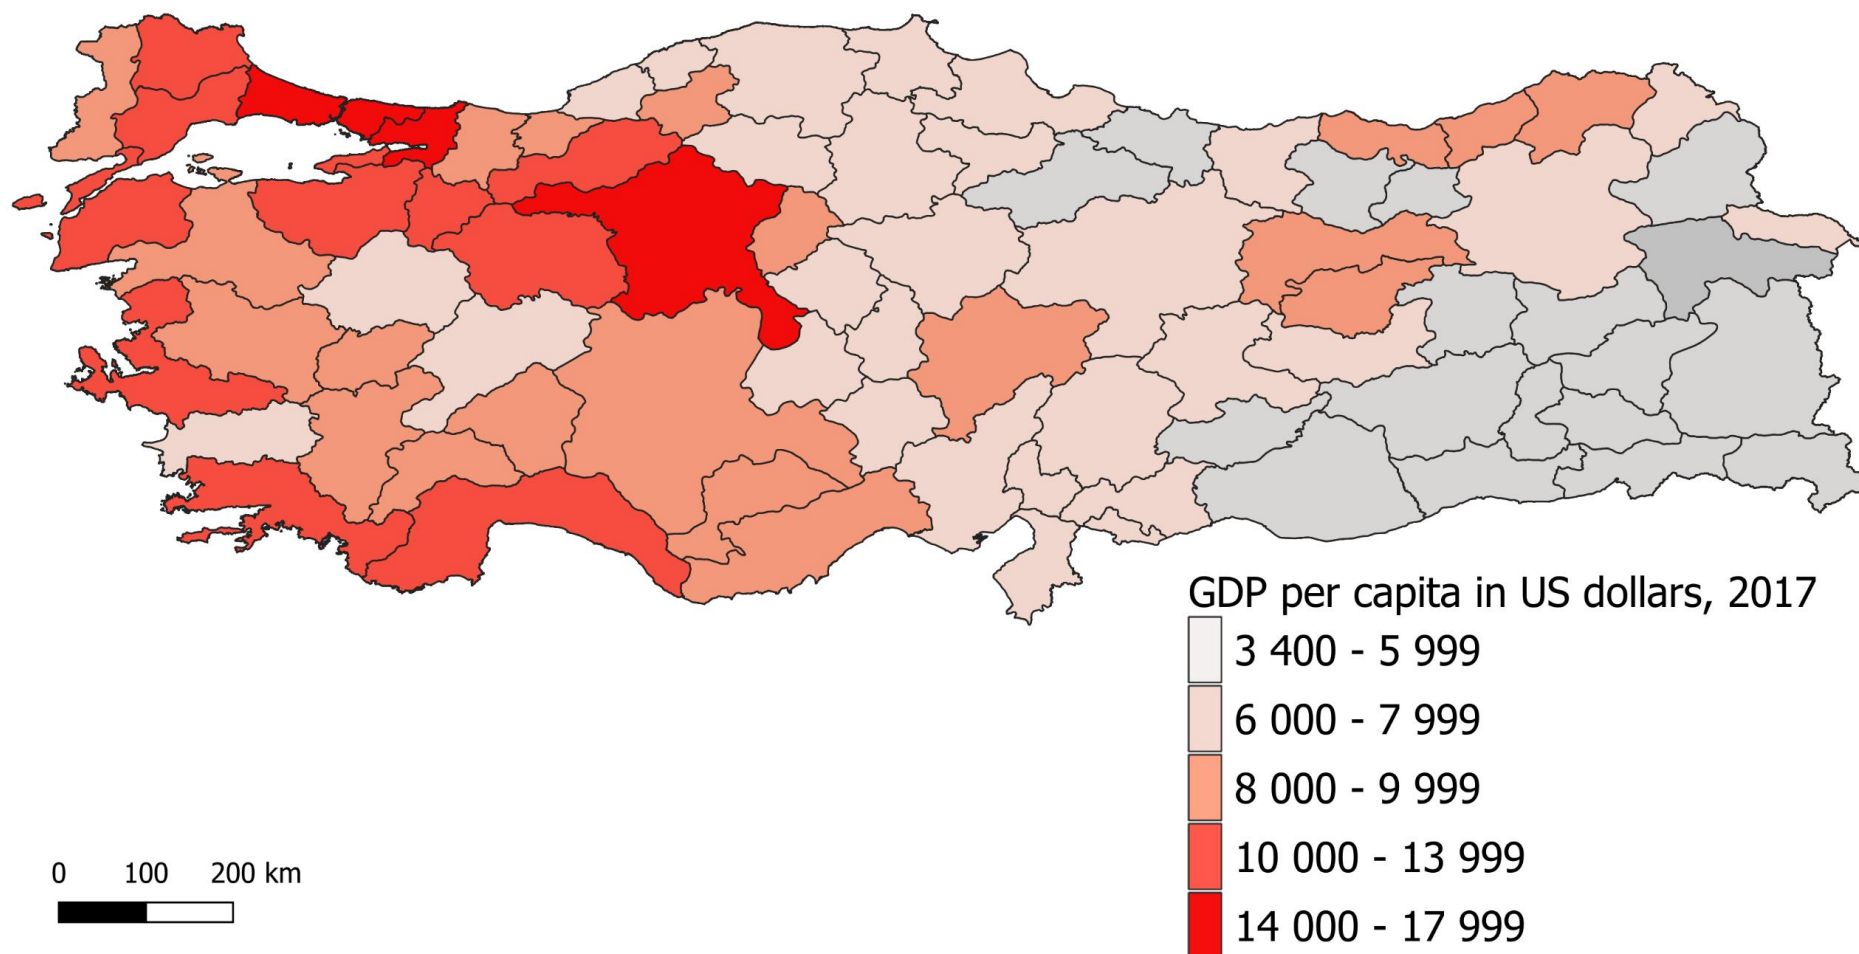 GDP per capita in US dollars, 2017
3 400 - 5 999
6 000 - 7 999
8 000 - 9 999
10 000 - 13 999
14 000 - 17 999
0 100 200 km